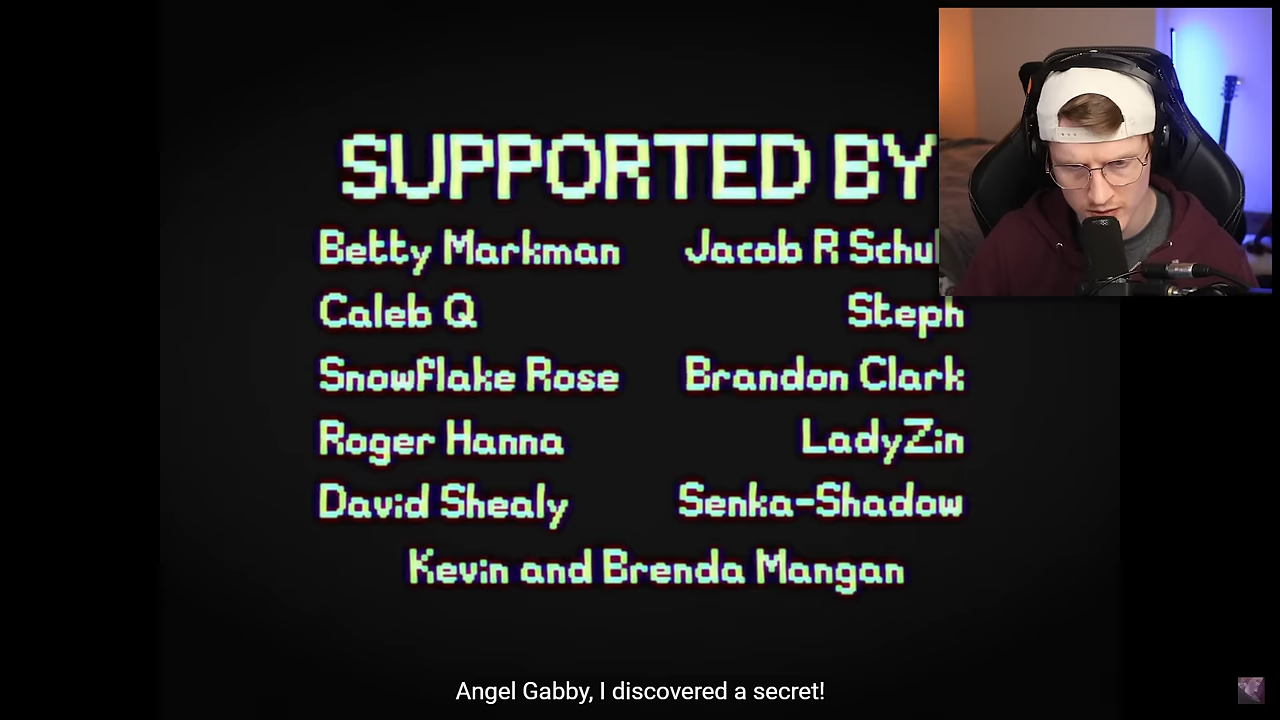 SUPPORTED BY
Betty Markman Jacob R
Caleb Q Steph
Snowflake Rose Brandon Clark
Roger Hanna LadyZin
David Shealy Senka-Shadow
Kevin and Brenda Mangan
Angel Gabby, I discovered a secret!